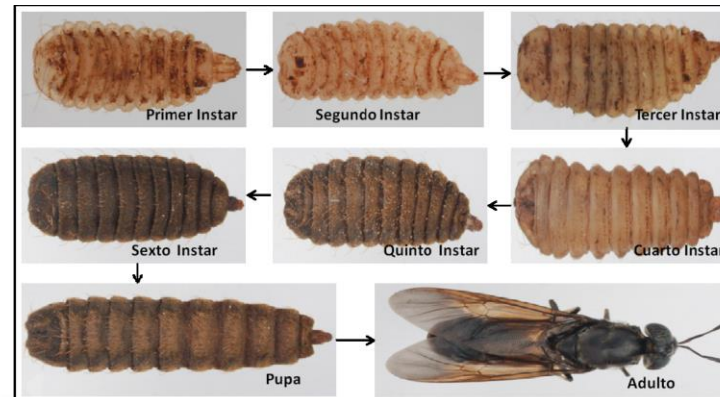 Primer Instar
Segundo Instar
Tercer Instar
Sexto Instar
Quinto Instar
Cuarto Instar
Pupa
Adulto